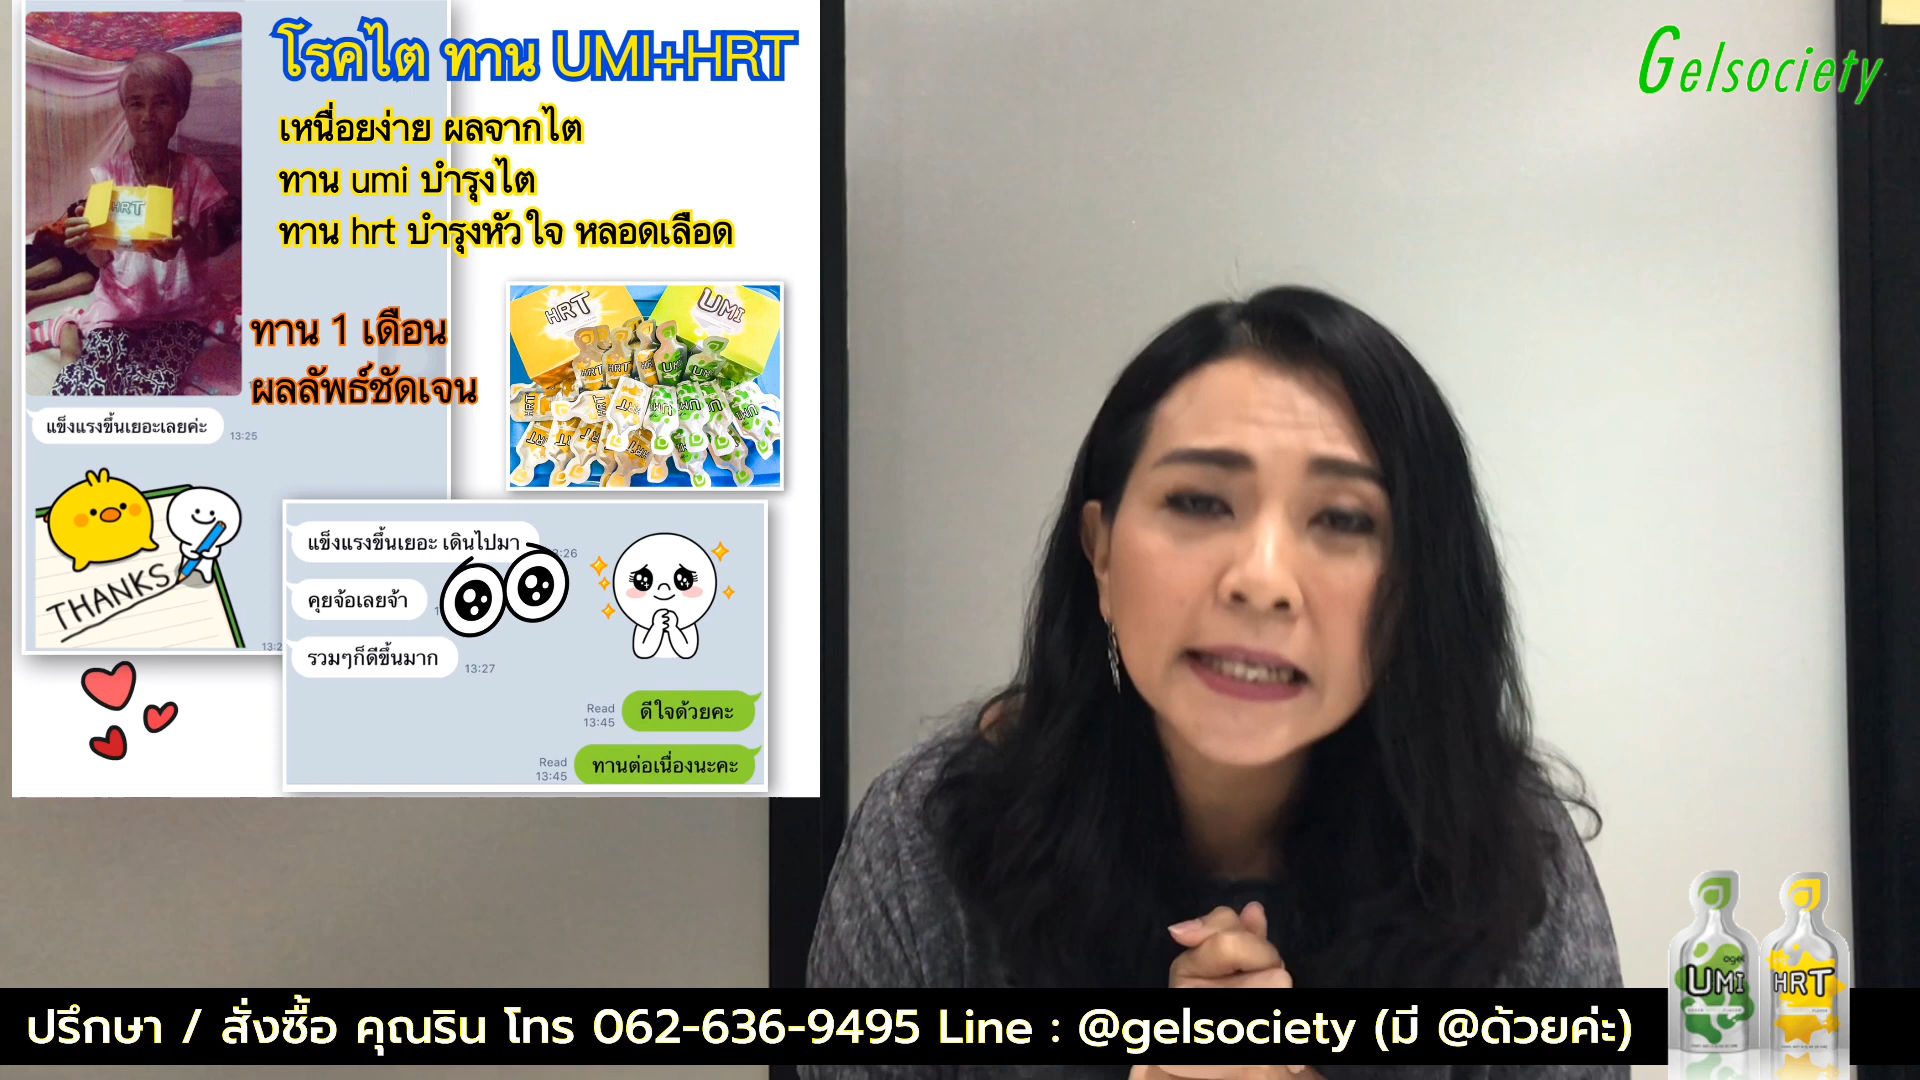 โรคไต ทาน UMI+HRT
เหนื่อยง่าย ผลจากไต
ทาน umi บำรุงไต
ทาน hrt บำรุงหัวใจ หลอดเลือด
ทาน 1 เดือน
ผลลัพธ์ชัดเจน
HRT
HRT
UMI
แข็งแรงขึ้นเยอะเลยค่ะ
13:25
THANKS
แข็งแรงขึ้นเยอะ เดินไปมา
คุยจ้อเลยจ้า
รวมๆก็ดีขึ้นมาก
13:27
Read
13:45
ดีใจด้วยคะ
Read
13:45
ทานต่อเนื่องนะคะ
Gelsociety
agel
UMI
HRT
ปรึกษา / สั่งซื้อ คุณริน โทร 062-636-9495 Line : @gelsociety (มี @ด้วยค่ะ)